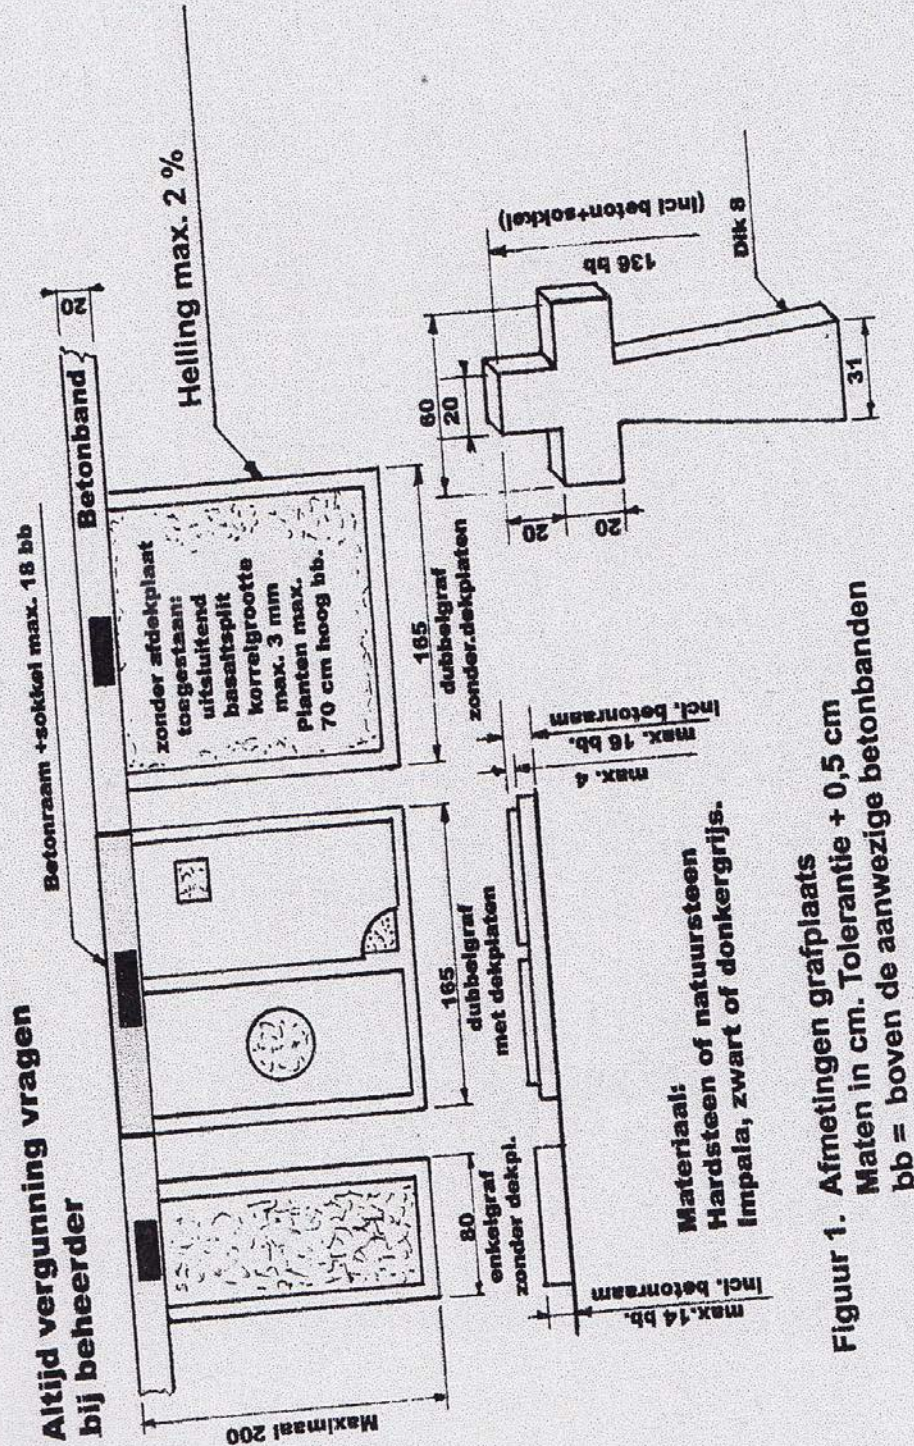 Altijd vergunning vragen
bij beheerder
Betonraam +sokkel max. 18 bb
Betonband
20
Helling max. 2 %
zonder afdekplaat
toegestaan:
uitsluitend
basaltsplit
korrelgrootte
max. 3 mm
Planten max.
70 cm hoog bb.
Maximaal 200
80
enkelgraf
zonder dekpl.
165
dubbelgraf
met dekplaten
165
dubbelgraf
zonder.dekplaten
max.14 bb.
Incl. betonraam
max. 4
max. 16 bb.
Incl. betonraam
60
20
20
20
136 bb
(incl beton+sokkel)
Dik 8
31
Materiaal:
Hardsteen of natuursteen
Impala, zwart of donkergrijs.
Figuur 1. Afmetingen grafplaats
Maten in cm. Tolerantie + 0,5 cm
bb = boven de aanwezige betonbanden